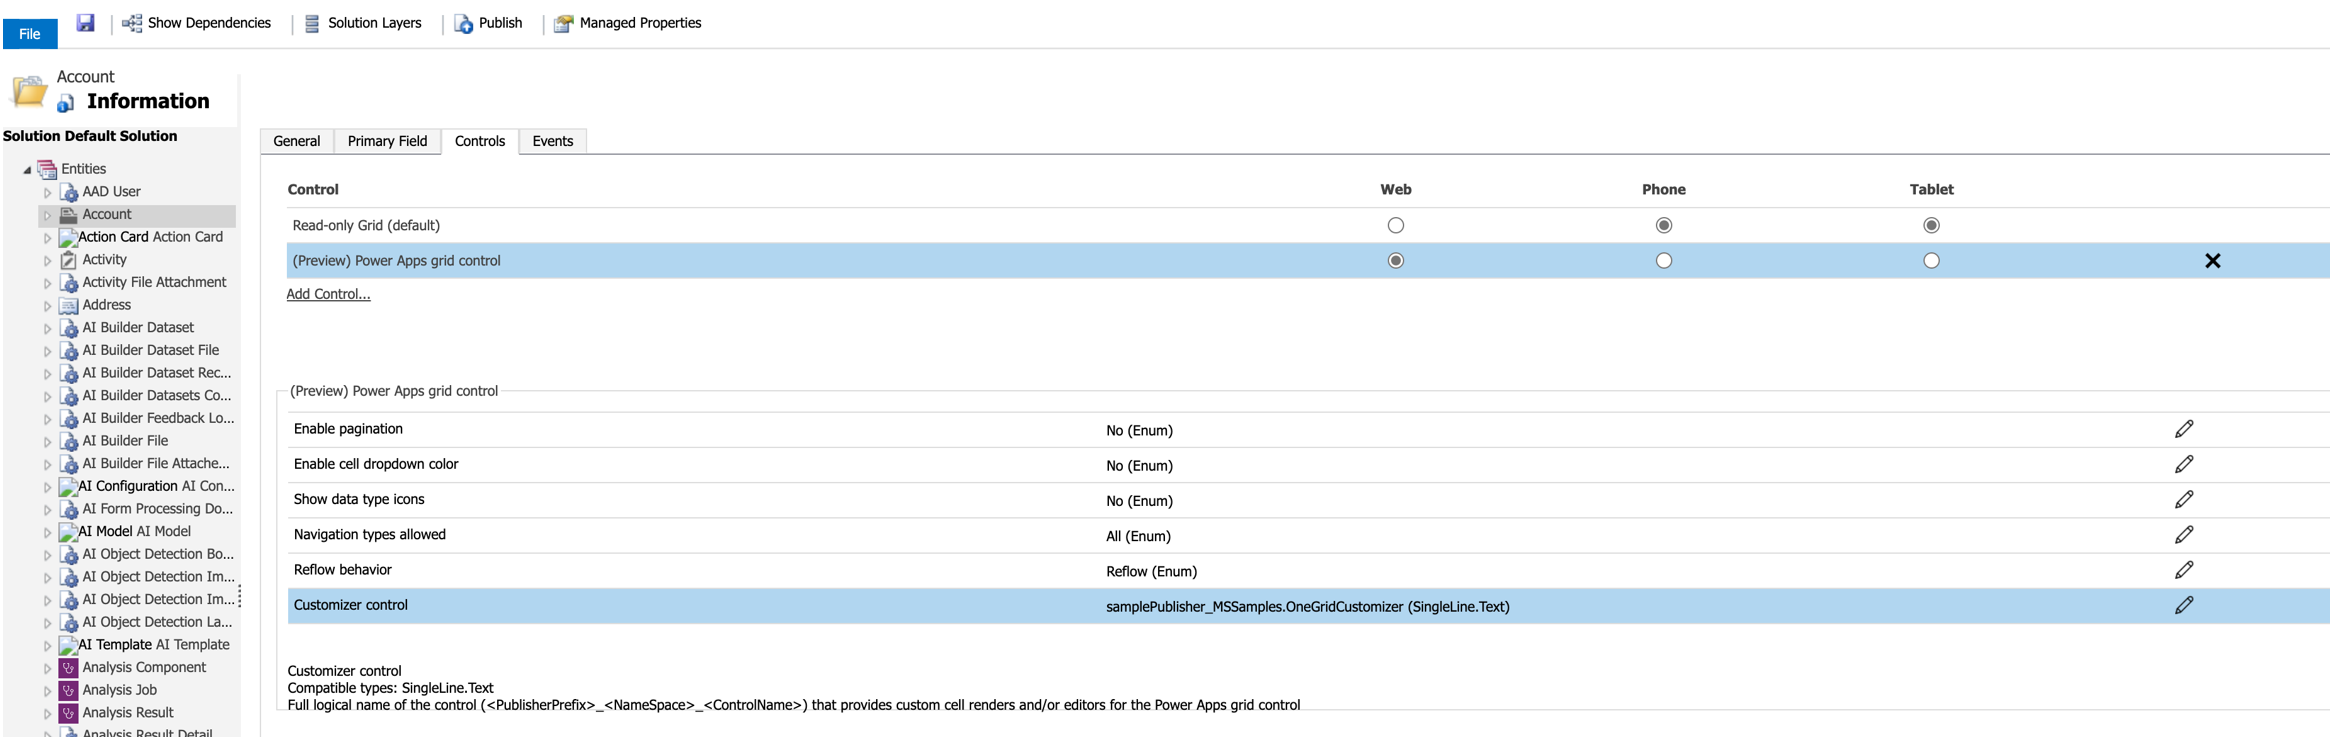 File
Show Dependencies
Solution Layers
Publish
Managed Properties
Account
Information
Solution Default Solution
Entities
AAD User
Account
Action Card Action Card
Activity
Activity File Attachment
Address
AI Builder Dataset
AI Builder Dataset File
AI Builder Dataset Rec...
AI Builder Datasets Co...
AI Builder Feedback Lo...
AI Builder File
AI Builder File Attache...
AI Configuration AI Con...
AI Form Processing Do...
AI Model AI Model
AI Object Detection Bo...
AI Object Detection Im...
AI Object Detection Im...
AI Object Detection La...
AI Template AI Template
Analysis Component
Analysis Job
Analysis Result
Analysis Result Detail
General Primary Field Controls Events
Control Web Phone Tablet
Read-only Grid (default)
(Preview) Power Apps grid control
Add Control...
(Preview) Power Apps grid control
Enable pagination No (Enum)
Enable cell dropdown color No (Enum)
Show data type icons No (Enum)
Navigation types allowed All (Enum)
Reflow behavior Reflow (Enum)
Customizer control samplePublisher_MSSamples.OneGridCustomizer (SingleLine.Text)
Customizer control
Compatible types: SingleLine.Text
Full logical name of the control (<PublisherPrefix>_<NameSpace>_<ControlName>) that provides custom cell renders and/or editors for the Power Apps grid control